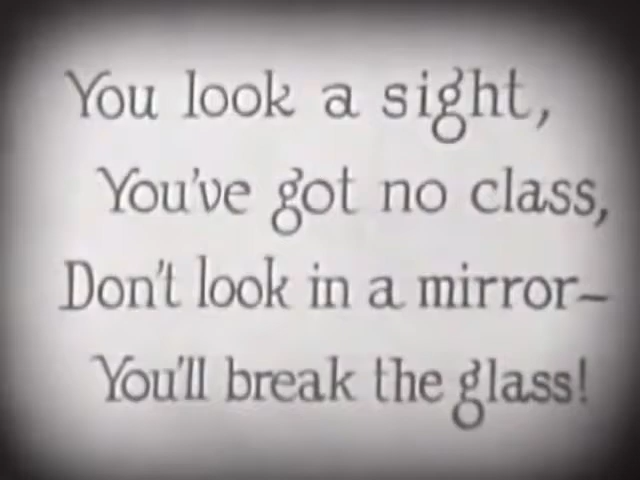 You look a sight,
You've got no class,
Don't look in a mirror—
You'll break the glass!